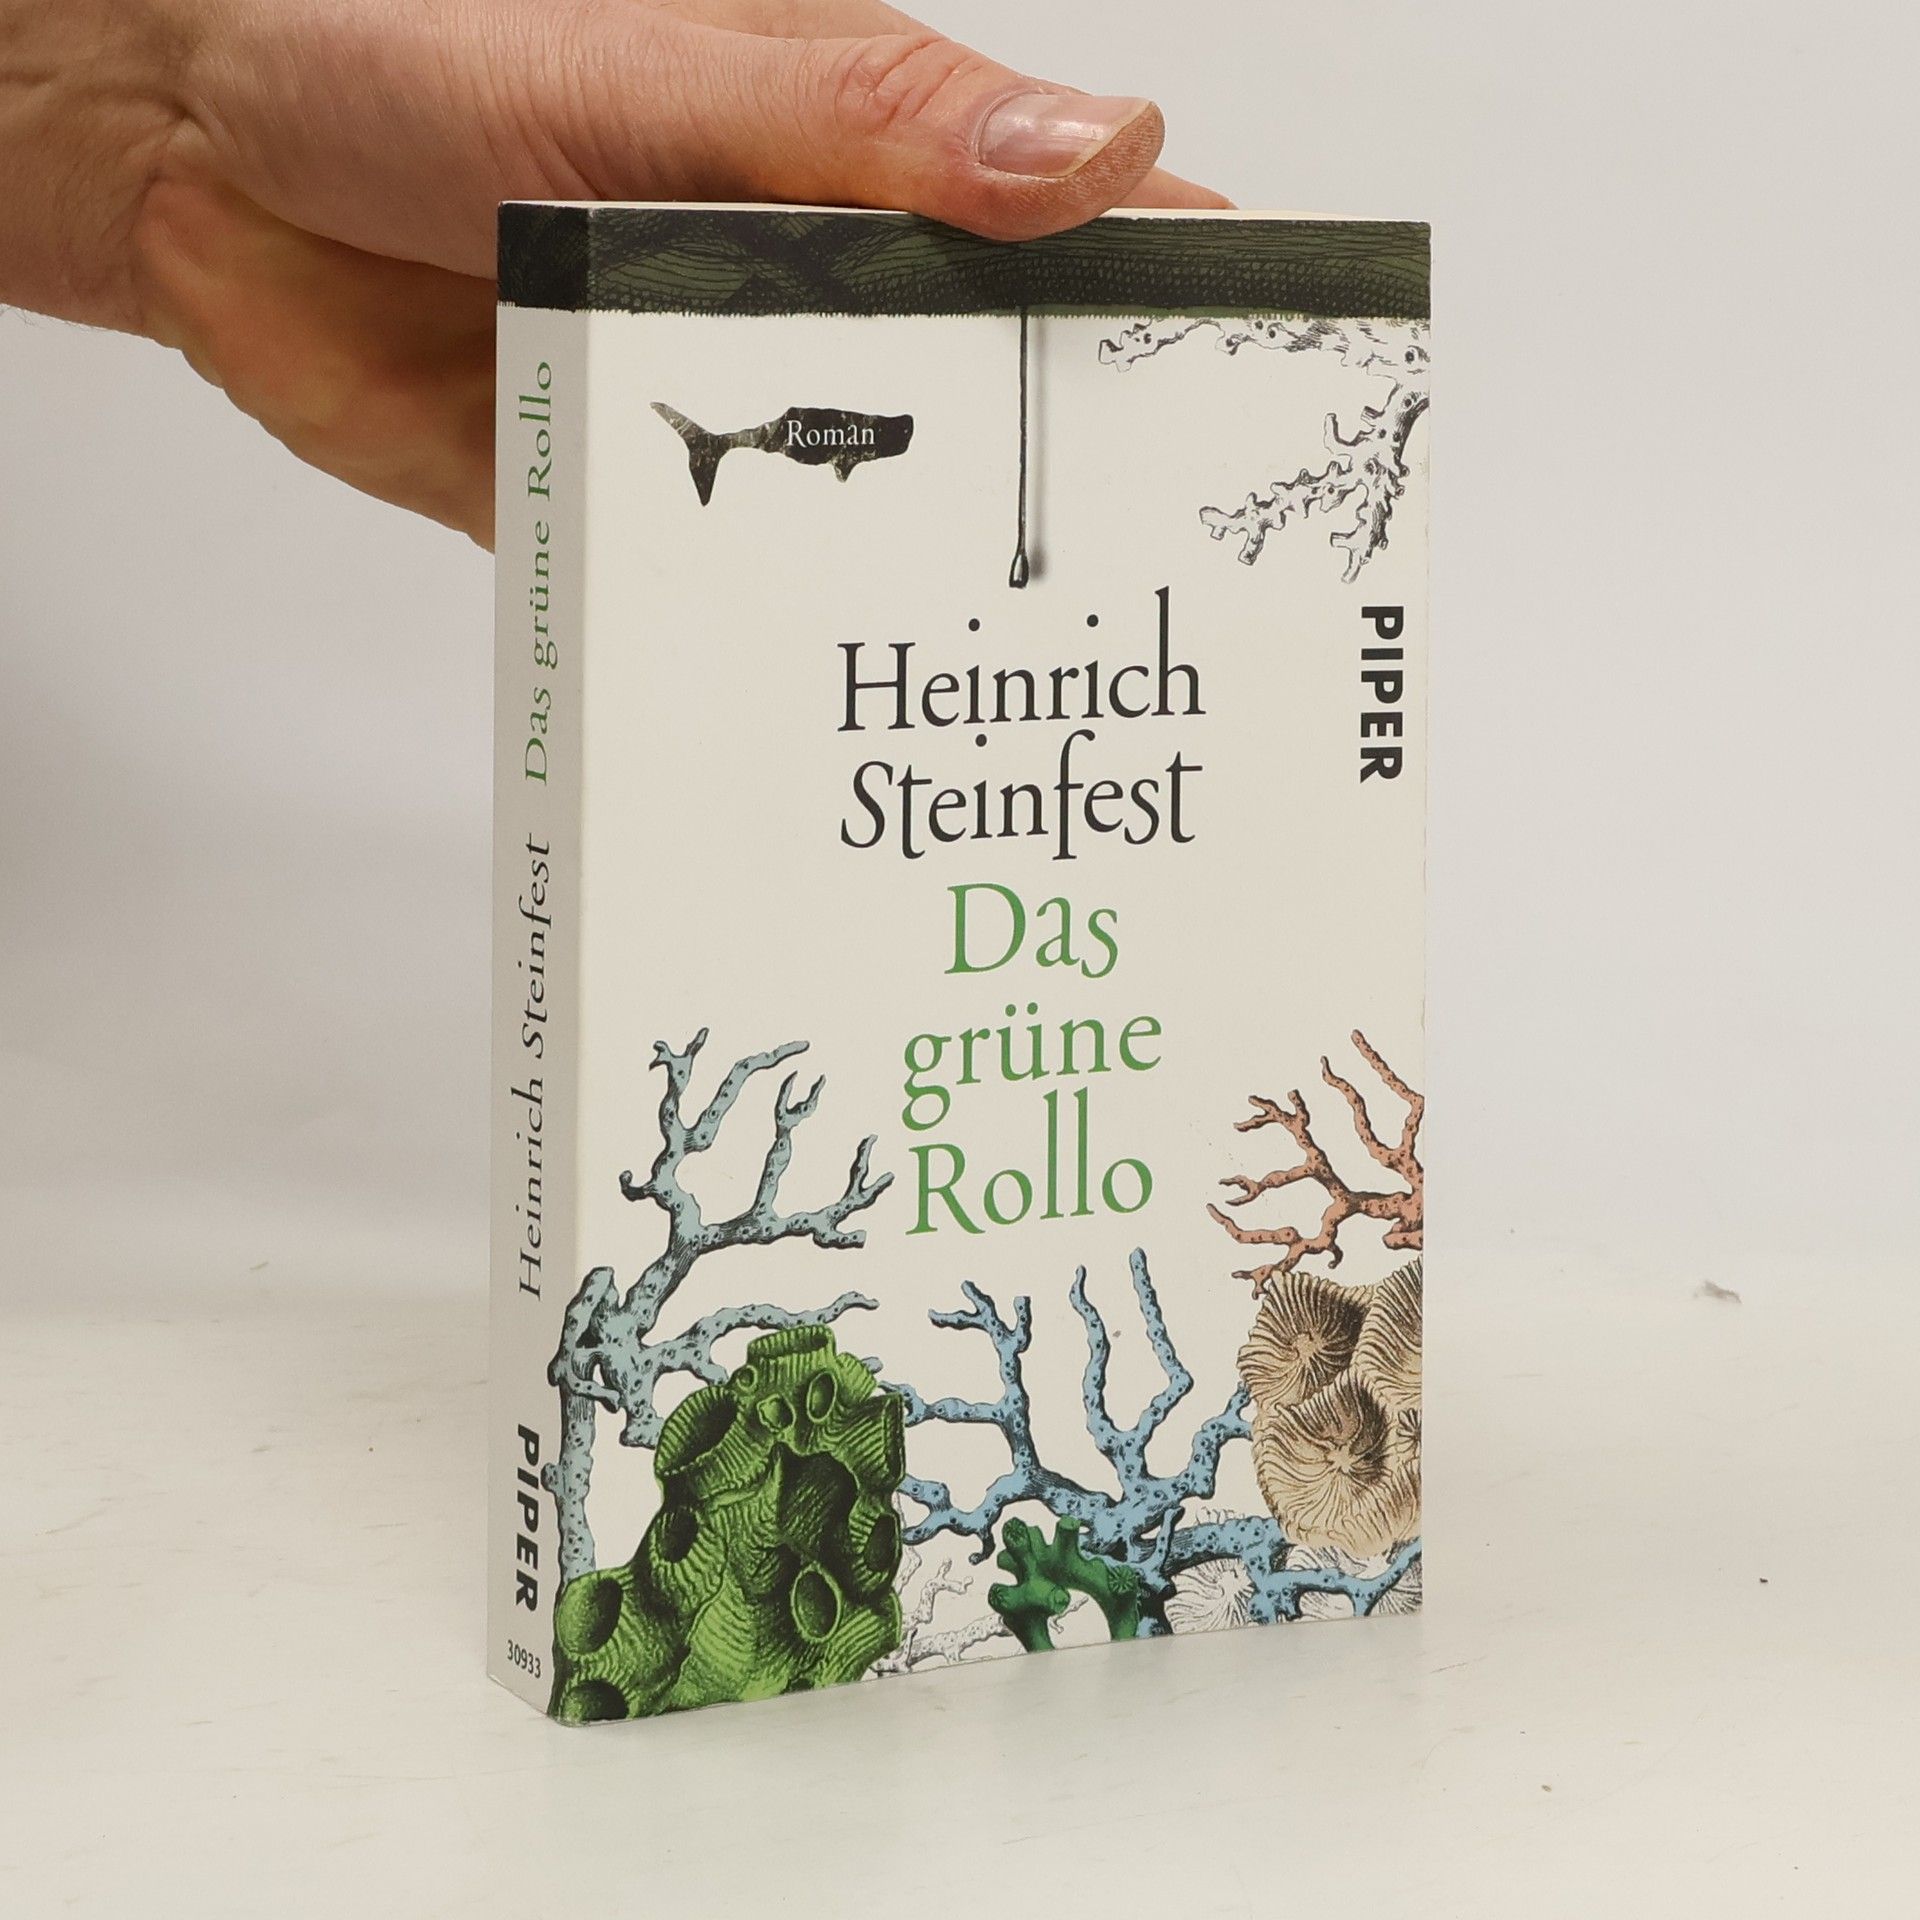 Roman
Heinrich
Steinfest
Das
grüne
Rollo
PIPER
Heinrich Steinfest Das grüne Rollo
PIPER
30933